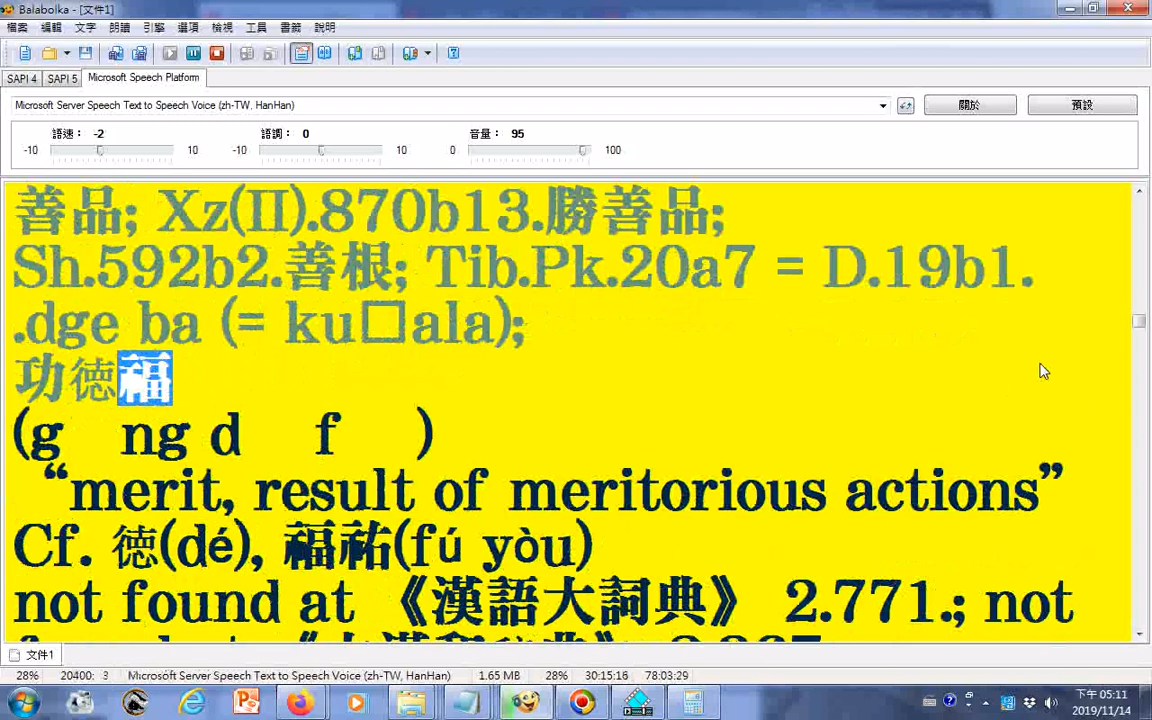 Balabolka - [文件1]
檔案 編輯 文字 朗讀 引擎 選項 檢視 工具 書籤 說明
SAPI 4 SAPI 5 Microsoft Speech Platform
Microsoft Server Speech Text to Speech Voice (zh-TW, HanHan) 關於 預設
語速： -2 語調： 0 音量： 95
-10 10 -10 10 0 100
善品; Xz(II).870b13.勝善品;
Sh.592b2.善根; Tib.Pk.20a7 = D.19b1.
.dge ba (= ku□ala);
功徳福
(g ng d f )
“merit, result of meritorious actions”
Cf. 徳(dé), 福祐(fú yòu)
not found at 《漢語大詞典》 2.771.; not
文件1
28% 20400: 3 Microsoft Server Speech Text to Speech Voice (zh-TW, HanHan) 1.65 MB 28% 30:15:16 78:03:29
下午 05:11
2019/11/14